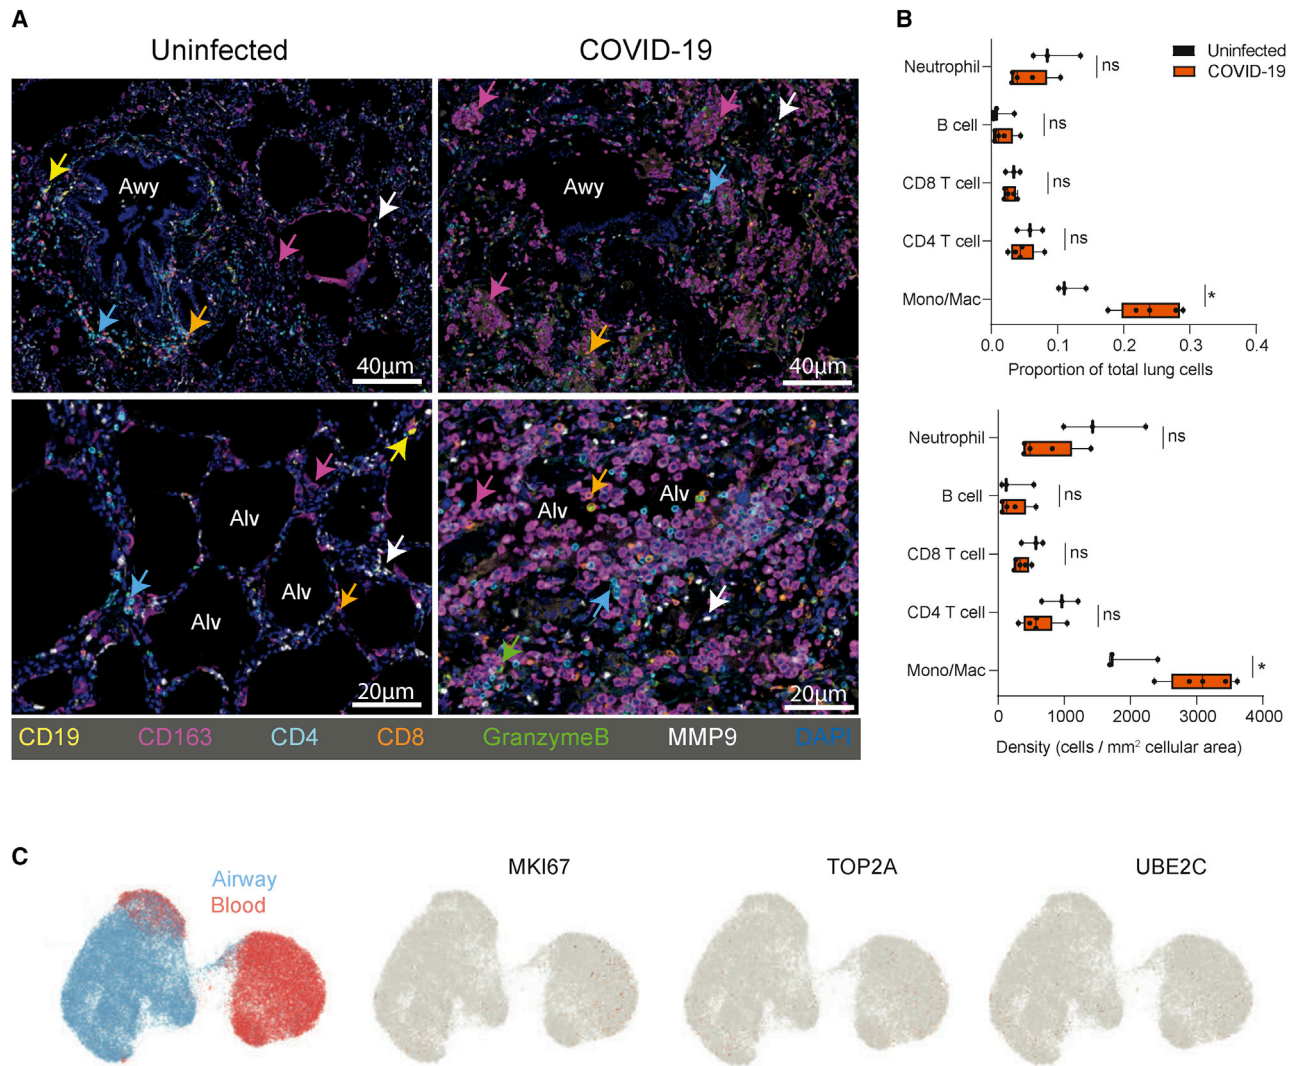 A
Uninfected
COVID-19
Awy
40µm
Awy
40µm
Alv
Alv
Alv
20µm
Alv
Alv
20µm
CD19 CD163 CD4 CD8 GranzymeB MMP9 DAPI
B
Uninfected
COVID-19
Neutrophil
ns
B cell
ns
CD8 T cell
ns
CD4 T cell
ns
Mono/Mac
*
0.0 0.1 0.2 0.3 0.4
Proportion of total lung cells
Neutrophil
ns
B cell
ns
CD8 T cell
ns
CD4 T cell
ns
Mono/Mac
*
0 1000 2000 3000 4000
Density (cells / mm² cellular area)
C
Airway
Blood
MKI67
TOP2A
UBE2C